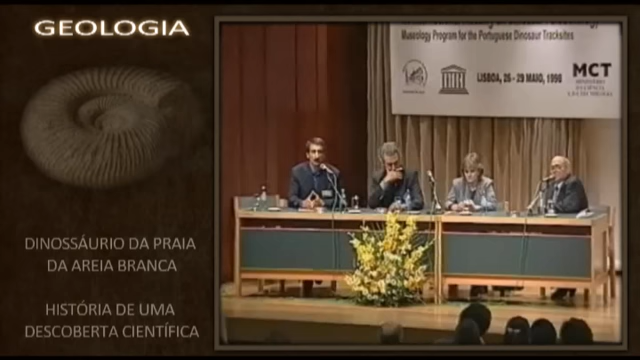 GEOLOGIA
DINOSSÁURIO DA PRAIA
DA AREIA BRANCA
HISTÓRIA DE UMA
DESCOBERTA CIENTÍFICA
Museology Program for the Portuguese Dinosaur Tracksites
LISBOA, 26 - 29 MAIO, 1998
MCT